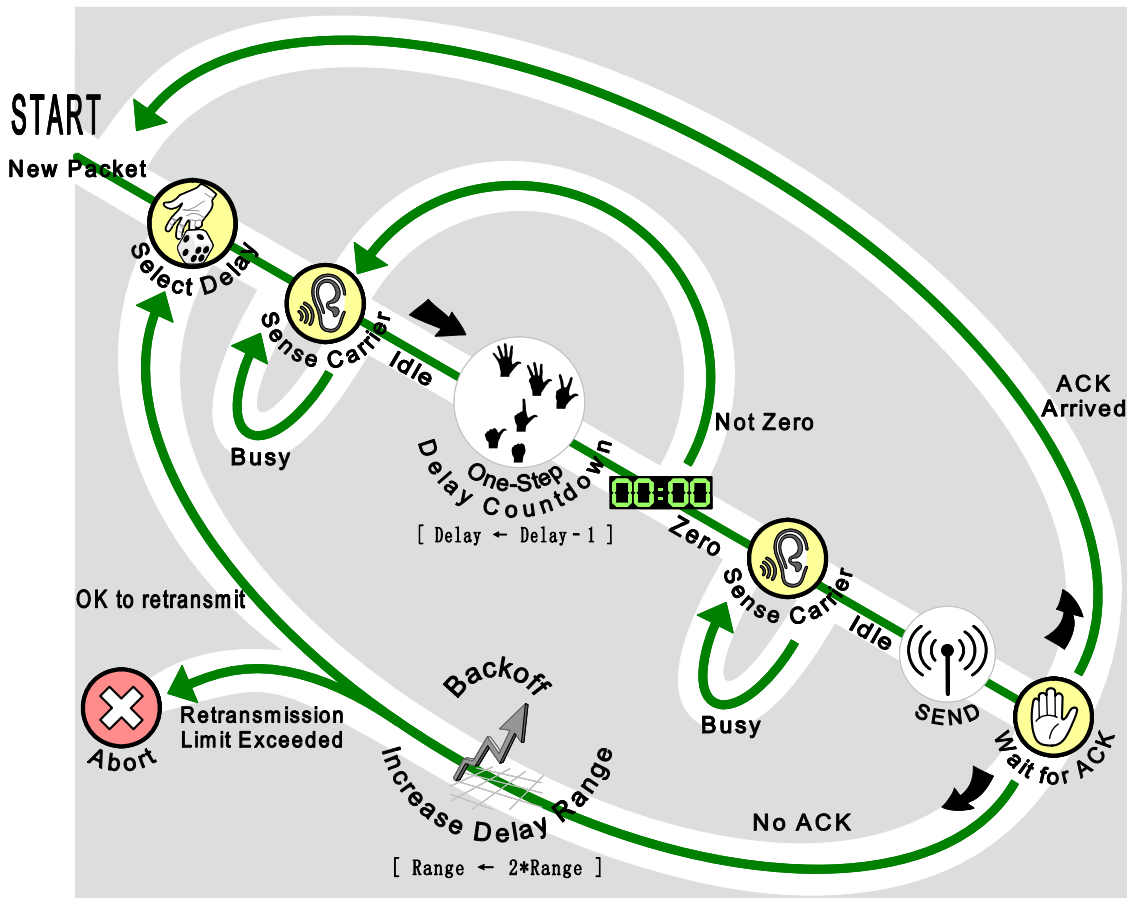 START
New Packet
Select Delay
Sense Carrier
Busy
Idle
One-Step
Delay Countdown
[ Delay ← Delay-1 ]
Not Zero
00:00
Zero
Sense Carrier
Busy
Idle
SEND
Wait for ACK
ACK
Arrived
No ACK
Backoff
Increase Delay Range
[ Range ← 2*Range ]
OK to retransmit
Retransmission
Limit Exceeded
Abort